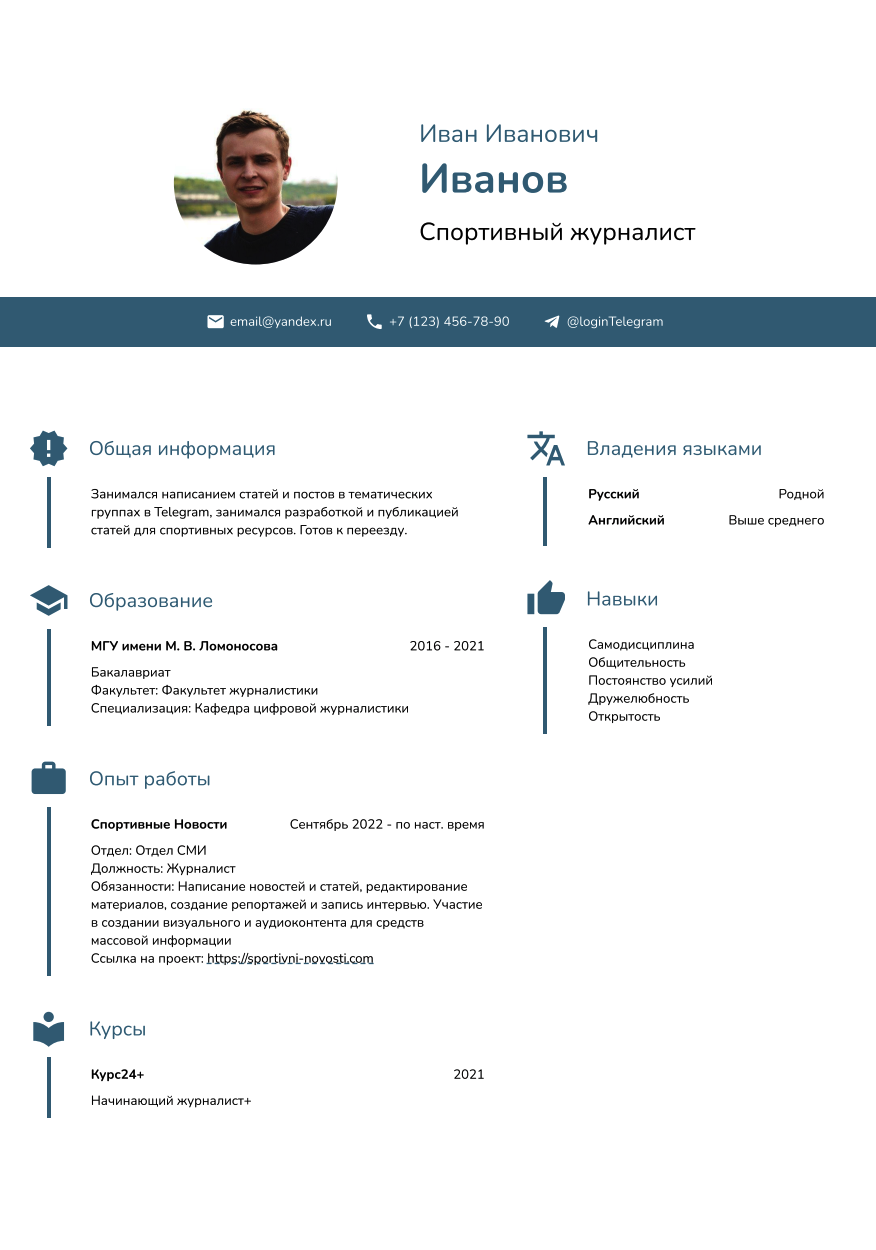 Иван Иванович
Иванов
Спортивный журналист
email@yandex.ru +7 (123) 456-78-90 @loginTelegram
Общая информация
Занимался написанием статей и постов в тематических
группах в Telegram, занимался разработкой и публикацией
статей для спортивных ресурсов. Готов к переезду.
Образование
МГУ имени М. В. Ломоносова 2016 - 2021
Бакалавриат
Факультет: Факультет журналистики
Специализация: Кафедра цифровой журналистики
Опыт работы
Спортивные Новости Сентябрь 2022 - по наст. время
Отдел: Отдел СМИ
Должность: Журналист
Обязанности: Написание новостей и статей, редактирование
материалов, создание репортажей и запись интервью. Участие
в создании визуального и аудиоконтента для средств
массовой информации
Ссылка на проект: https://sportivni-novosti.com
Курсы
Курс24+ 2021
Начинающий журналист+
Владения языками
Русский Родной
Английский Выше среднего
Навыки
Самодисциплина
Общительность
Постоянство усилий
Дружелюбность
Открытость